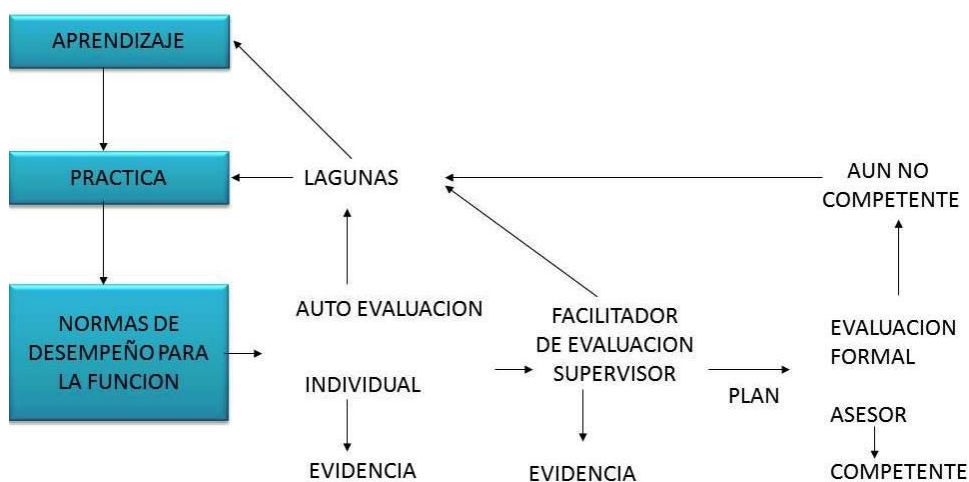 APRENDIZAJE
PRACTICA
LAGUNAS
AUN NO
COMPETENTE
NORMAS DE
DESEMPEÑO PARA
LA FUNCION
AUTO EVALUACION
INDIVIDUAL
EVIDENCIA
FACILITADOR
DE EVALUACION
SUPERVISOR
EVIDENCIA
PLAN
EVALUACION
FORMAL
ASESOR
COMPETENTE